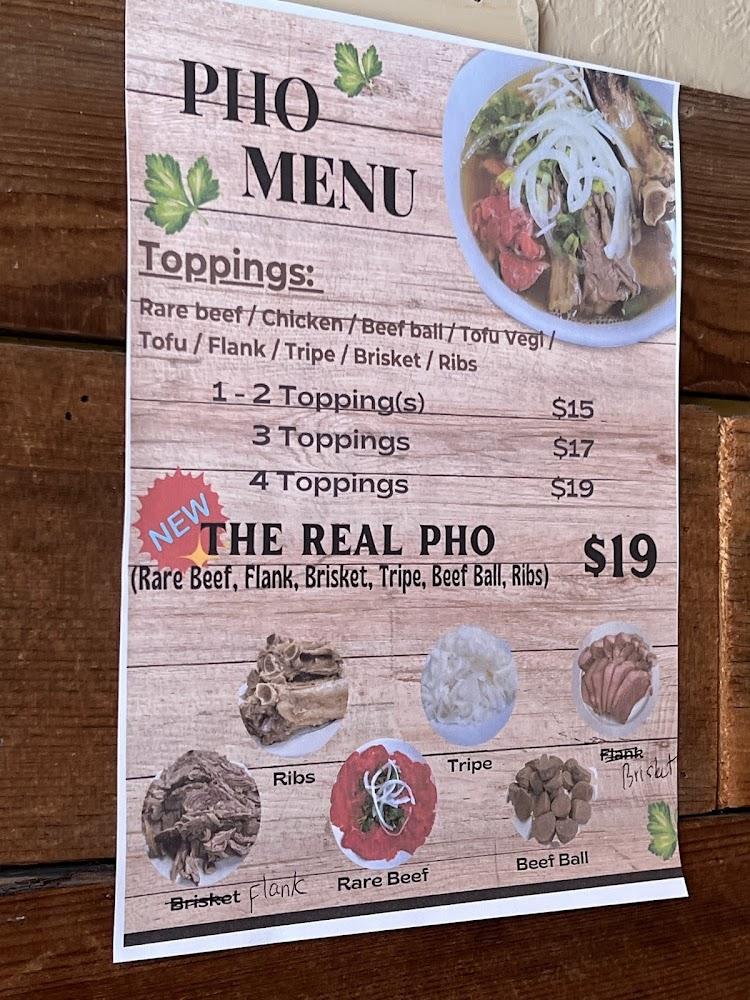 PHO
MENU
Toppings:
Rare beef / Chicken / Beef ball / Tofu Vegi /
Tofu / Flank / Tripe / Brisket / Ribs
1 - 2 Topping(s) $15
3 Toppings $17
4 Toppings $19
NEW
THE REAL PHO $19
(Rare Beef, Flank, Brisket, Tripe, Beef Ball, Ribs)
Ribs
Tripe
Flank
Brisket
Brisket Flank
Rare Beef
Beef Ball